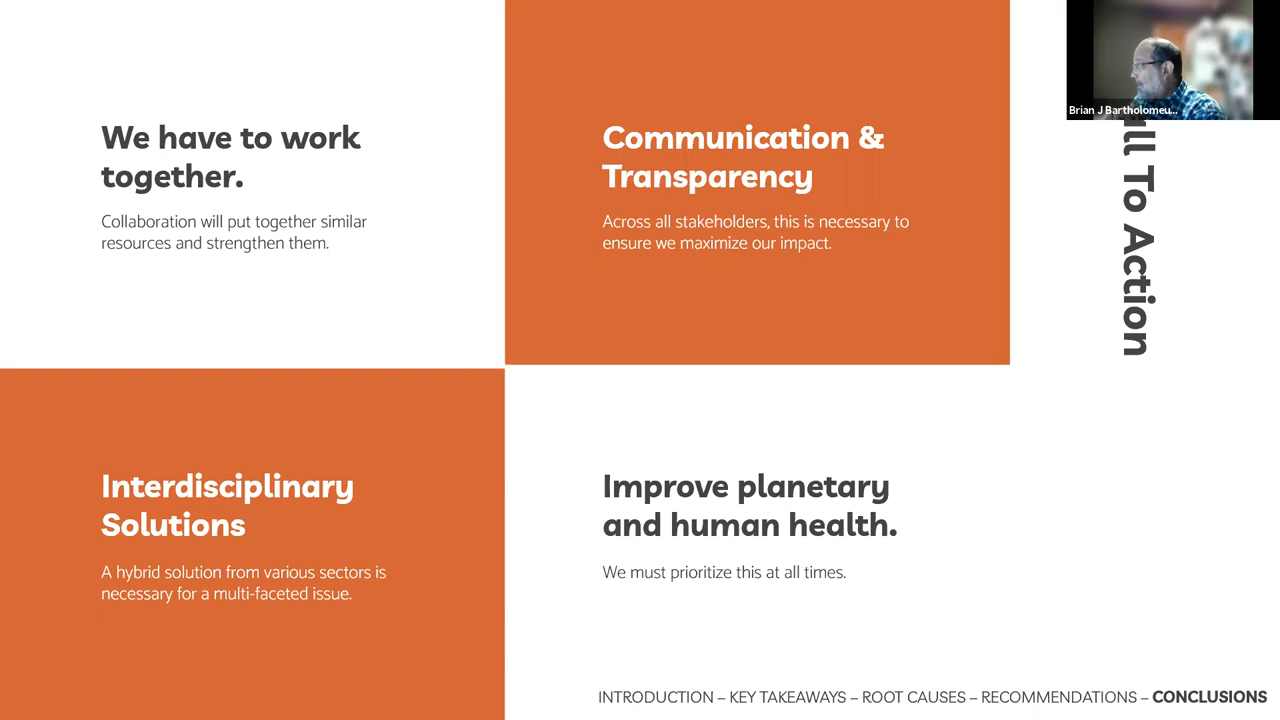 We have to work
together.
Collaboration will put together similar
resources and strengthen them.
Communication &
Transparency
Across all stakeholders, this is necessary to
ensure we maximize our impact.
Brian J Bartholomeu...
ll To Action
Interdisciplinary
Solutions
A hybrid solution from various sectors is
necessary for a multi-faceted issue.
Improve planetary
and human health.
We must prioritize this at all times.
INTRODUCTION – KEY TAKEAWAYS – ROOT CAUSES – RECOMMENDATIONS – CONCLUSIONS